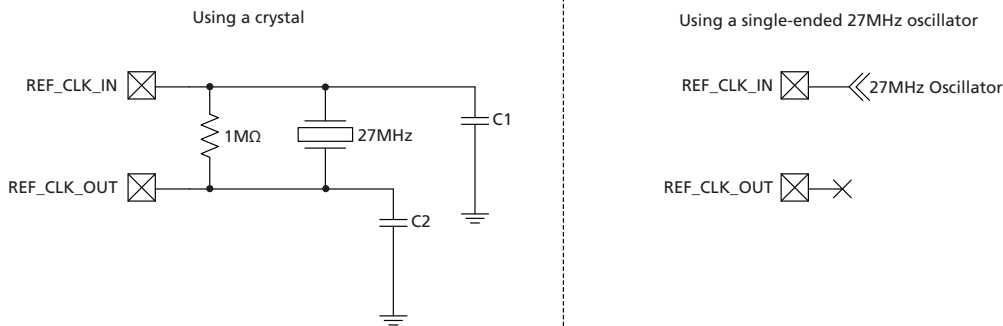 Using a crystal
REF_CLK_IN
1MΩ
27MHz
C1
REF_CLK_OUT
C2
Using a single-ended 27MHz oscillator
REF_CLK_IN
27MHz Oscillator
REF_CLK_OUT